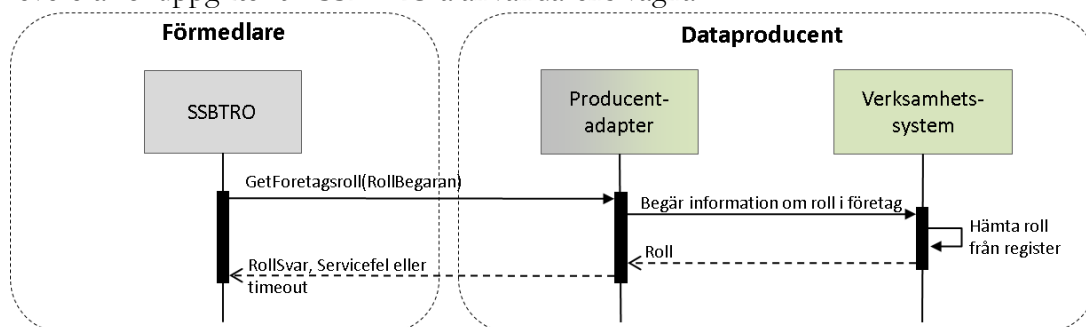 Förmedlare
Dataproducent
SSBTRO
Producent-
adapter
Verksamhets-
system
GetForetagsroll(RollBegaran)
Begär information om roll i företag
Hämta roll
från register
Roll
RollSvar, Servicefel eller
timeout